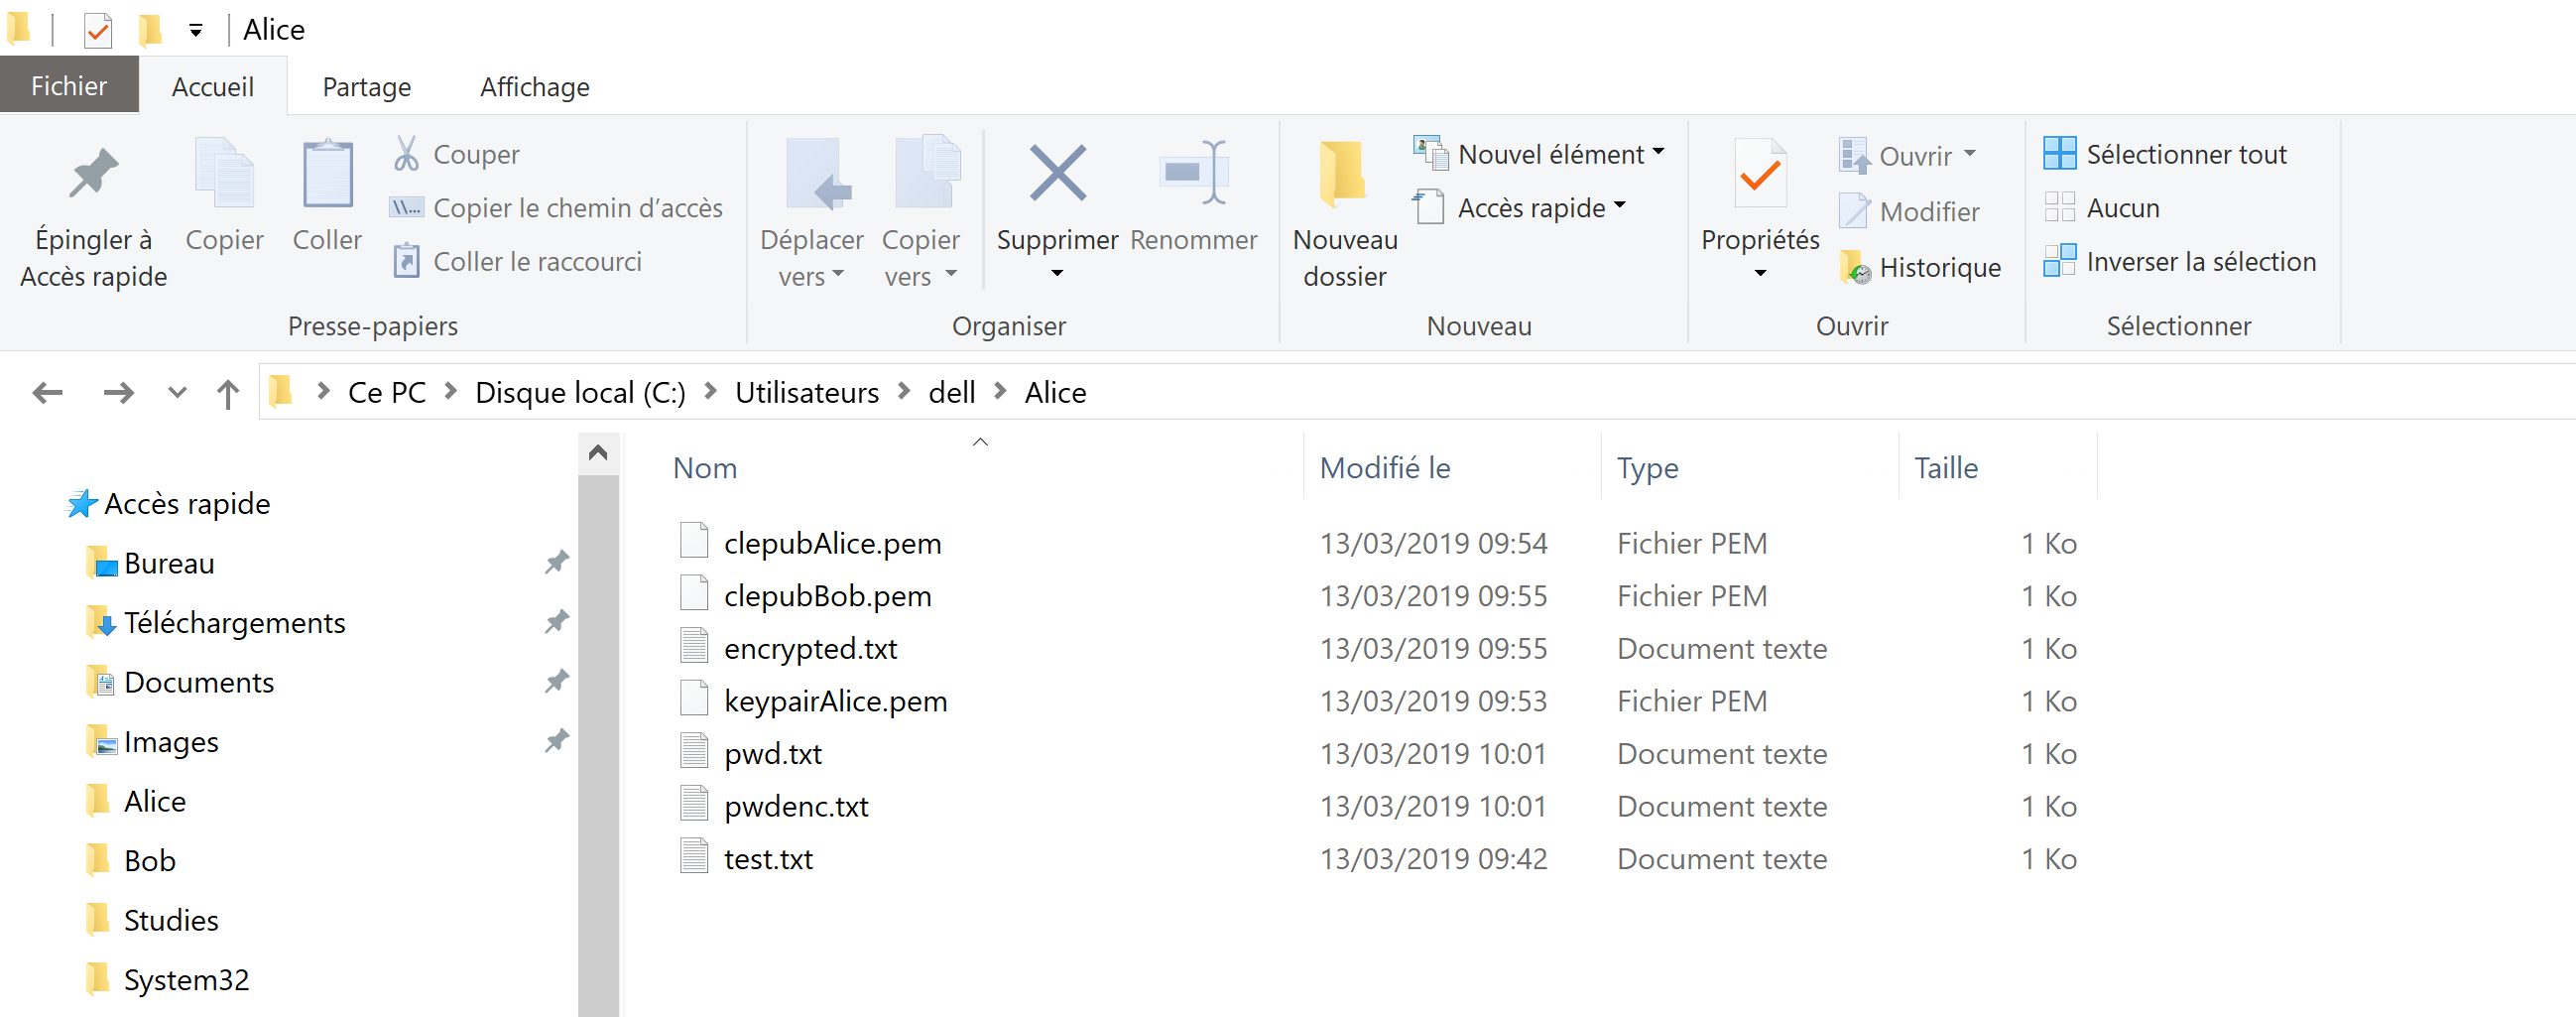 Alice
Fichier Accueil Partage Affichage
Épingler à Accès rapide
Copier
Coller
Couper
Copier le chemin d'accès
Coller le raccourci
Presse-papiers
Déplacer vers
Copier vers
Supprimer
Renommer
Organiser
Nouveau dossier
Nouvel élément
Accès rapide
Nouveau
Propriétés
Ouvrir
Modifier
Historique
Ouvrir
Sélectionner tout
Aucun
Inverser la sélection
Sélectionner
Ce PC Disque local (C:) Utilisateurs dell Alice
Accès rapide
Bureau
Téléchargements
Documents
Images
Alice
Bob
Studies
System32
Nom Modifié le Type Taille
clepubAlice.pem 13/03/2019 09:54 Fichier PEM 1 Ko
clepubBob.pem 13/03/2019 09:55 Fichier PEM 1 Ko
encrypted.txt 13/03/2019 09:55 Document texte 1 Ko
keypairAlice.pem 13/03/2019 09:53 Fichier PEM 1 Ko
pwd.txt 13/03/2019 10:01 Document texte 1 Ko
pwdenc.txt 13/03/2019 10:01 Document texte 1 Ko
test.txt 13/03/2019 09:42 Document texte 1 Ko